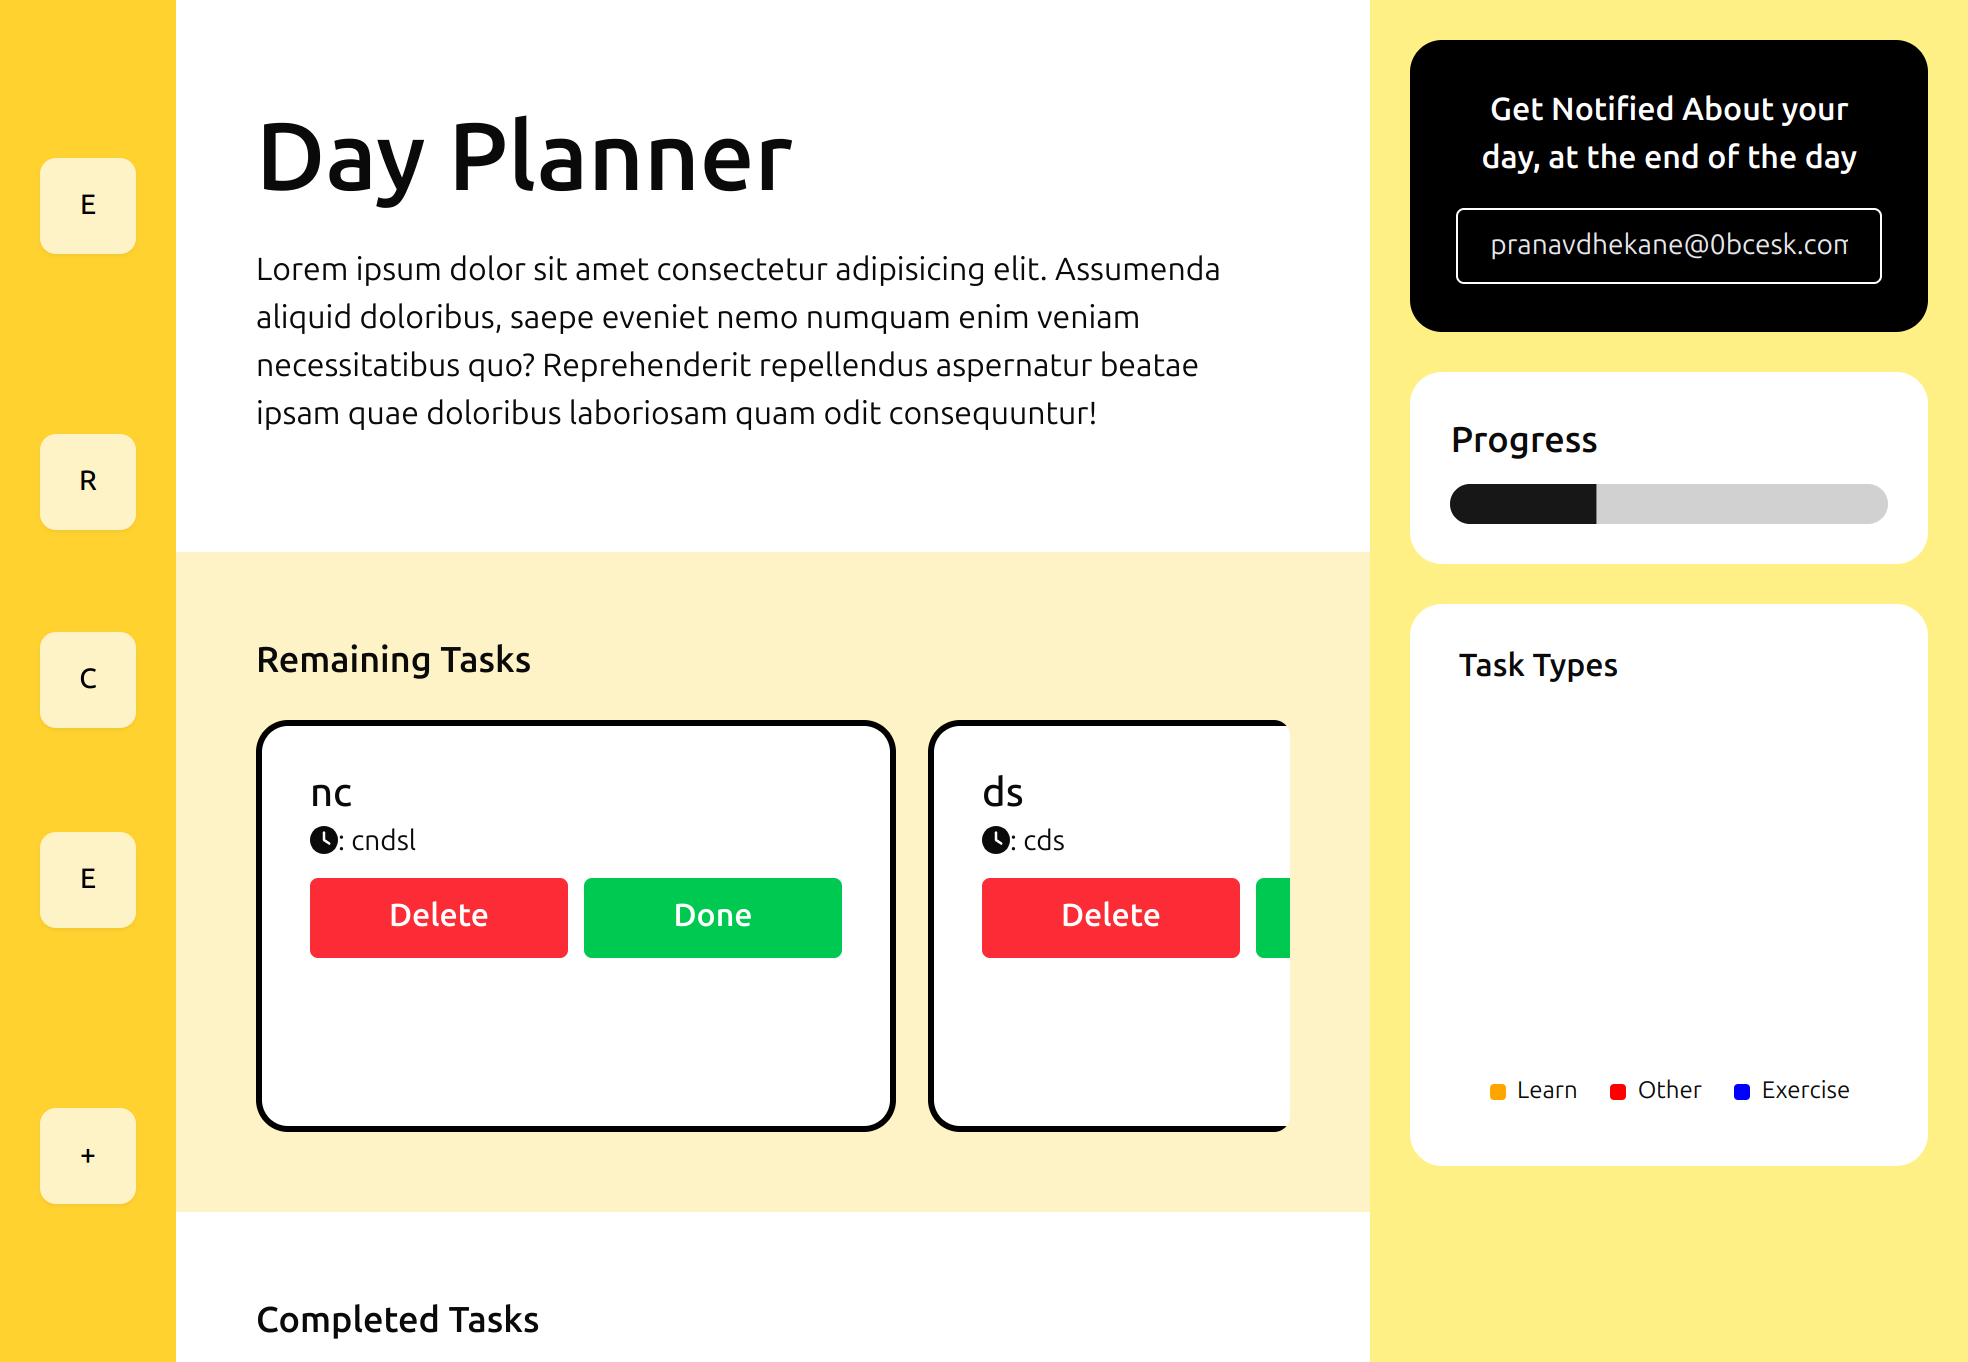 E
R
C
E
+
Day Planner
Lorem ipsum dolor sit amet consectetur adipisicing elit. Assumenda
aliquid doloribus, saepe eveniet nemo numquam enim veniam
necessitatibus quo? Reprehenderit repellendus aspernatur beatae
ipsam quae doloribus laboriosam quam odit consequuntur!
Remaining Tasks
nc
: cndsl
Delete Done
ds
: cds
Delete
Completed Tasks
Get Notified About your
day, at the end of the day
pranavdhekane@0bcesk.com
Progress
Task Types
Learn Other Exercise